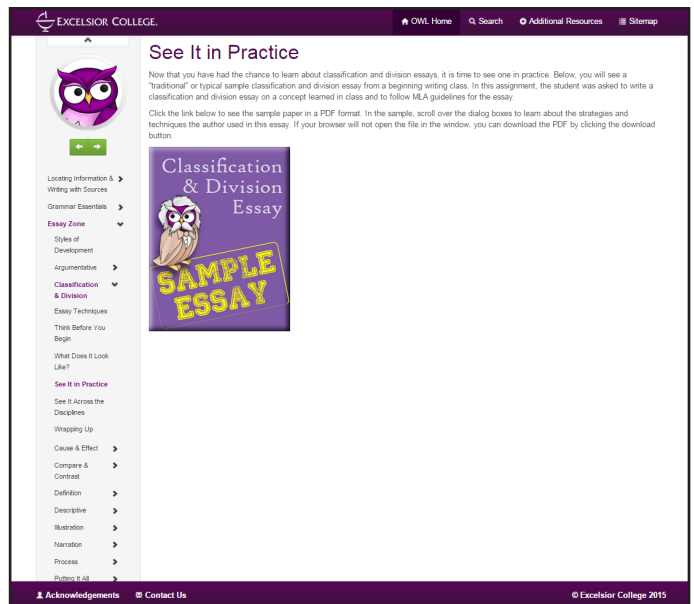 EXCELSIOR COLLEGE.
OWL Home
Search
Additional Resources
Sitemap
Locating Information &
Writing with Sources
Grammar Essentials
Essay Zone
Styles of
Development
Argumentative
Classification
& Division
Essay Techniques
Think Before You
Begin
What Does It Look
Like?
See It in Practice
See It Across the
Disciplines
Wrapping Up
Cause & Effect
Compare &
Contrast
Definition
Descriptive
Illustration
Narration
Process
Putting It All
See It in Practice
Now that you have had the chance to learn about classification and division essays, it is time to see one in practice. Below, you will see a
"traditional" or typical sample classification and division essay from a beginning writing class. In this assignment, the student was asked to write a
classification and division essay on a concept learned in class and to follow MLA guidelines for the essay.
Click the link below to see the sample paper in a PDF format. In the sample, scroll over the dialog boxes to learn about the strategies and
techniques the author used in this essay. If your browser will not open the file in the window, you can download the PDF by clicking the download
button.
Classification
& Division
Essay
SAMPLE
ESSAY
Acknowledgements
Contact Us
© Excelsior College 2015